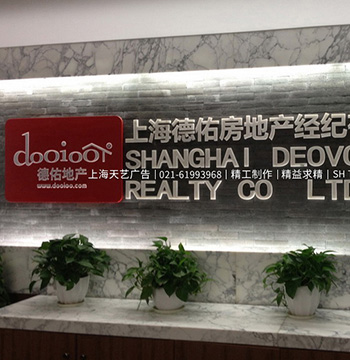 dooioo
德佑地产
www.dooioo.com
上海德佑房地产经纪有
SHANGHAI DEOVO
REALTY CO LTD
上海天艺广告 | 021-61993968 | 精工制作 | 精益求精 | SH T